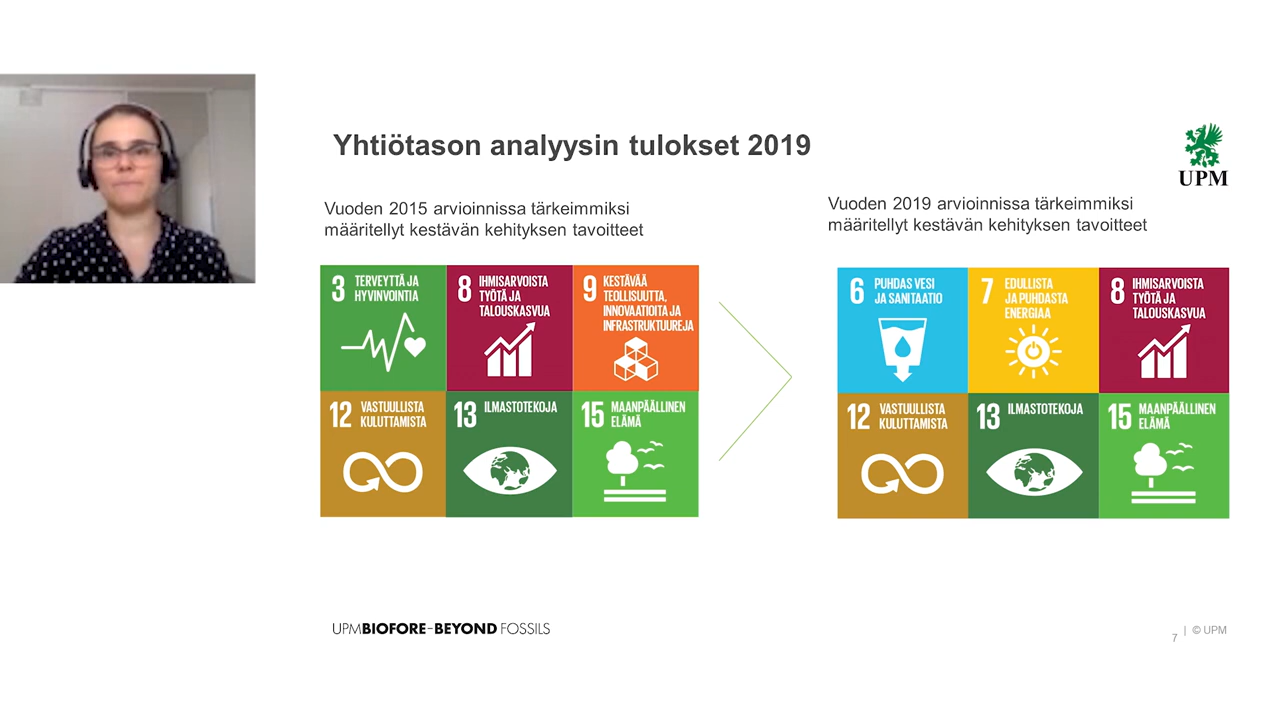 Yhtiötason analyysin tulokset 2019
UPM
Vuoden 2015 arvioinnissa tärkeimmiksi
määritellyt kestävän kehityksen tavoitteet
3 TERVEYTTÄ JA
HYVINVOINTIA
8 IHMISARVOISTA
TYÖTÄ JA
TALOUSKASVUA
9 KESTÄVÄÄ
TEOLLISUUTTA,
INNOVAATIOITA JA
INFRASTRUKTUUREJA
12 VASTUULLISTA
KULUTTAMISTA
13 ILMASTOTEKOJA
15 MAANPÄÄLLINEN
ELÄMÄ
Vuoden 2019 arvioinnissa tärkeimmiksi
määritellyt kestävän kehityksen tavoitteet
6 PUHDAS VESI
JA SANITAATIO
7 EDULLISTA
JA PUHDASTA
ENERGIAA
8 IHMISARVOISTA
TYÖTÄ JA
TALOUSKASVUA
12 VASTUULLISTA
KULUTTAMISTA
13 ILMASTOTEKOJA
15 MAANPÄÄLLINEN
ELÄMÄ
UPM BIOFORE–BEYOND FOSSILS
7 | © UPM